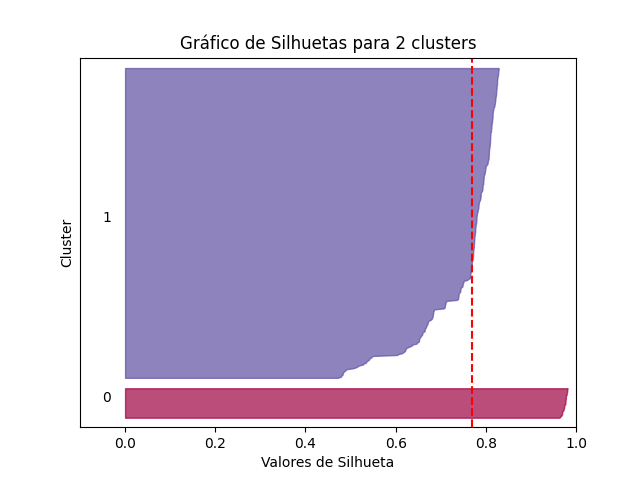 Gráfico de Silhuetas para 2 clusters
Cluster
1
0
0.0 0.2 0.4 0.6 0.8 1.0
Valores de Silhueta